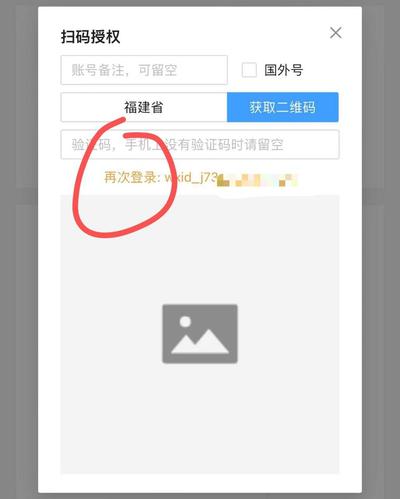 扫码授权
账号备注，可留空
国外号
福建省
获取二维码
验证码，手机上没有验证码时请留空
再次登录: wxid_j73